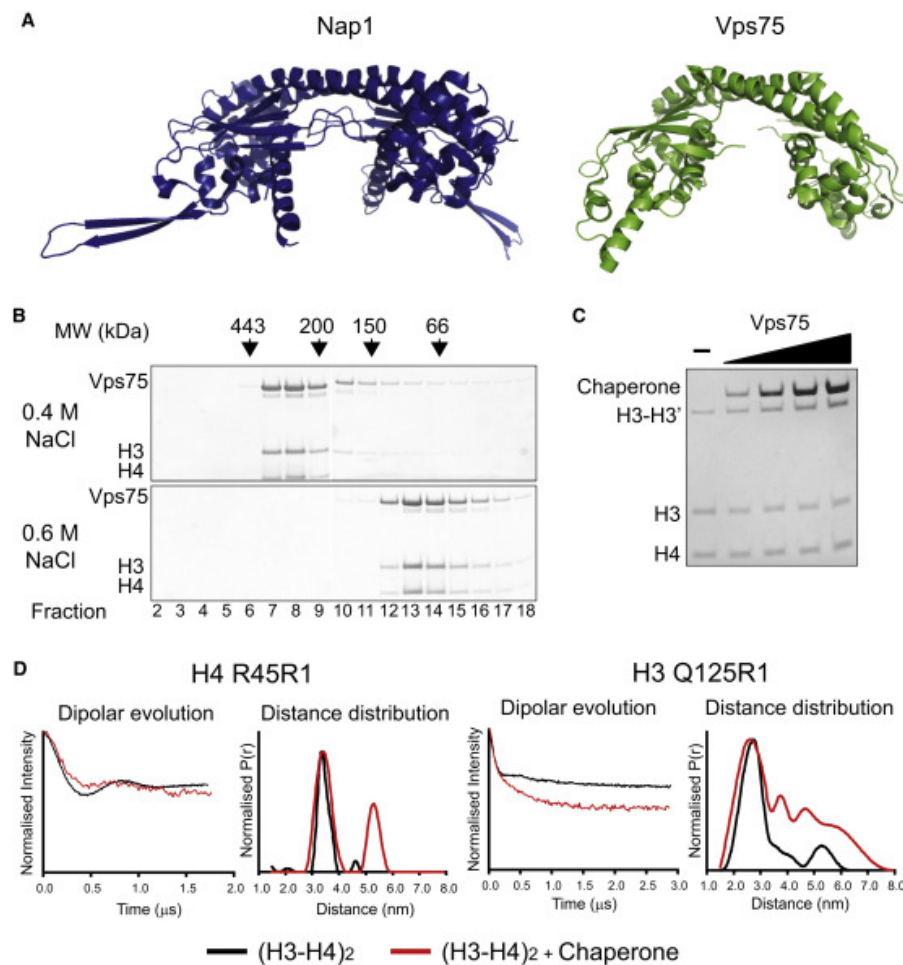 A
Nap1 Vps75
B
MW (kDa) 443 200 150 66
Vps75
0.4 M
NaCl
H3
H4
Vps75
0.6 M
NaCl
H3
H4
Fraction 2 3 4 5 6 7 8 9 10 11 12 13 14 15 16 17 18
C
Vps75
–
Chaperone
H3-H3'
H3
H4
D
H4 R45R1 H3 Q125R1
Dipolar evolution Distance distribution Dipolar evolution Distance distribution
Normalised Intensity
0.0 0.5 1.0 1.5 2.0
Time (μs)
Normalised P(r)
1.0 2.0 3.0 4.0 5.0 6.0 7.0 8.0
Distance (nm)
Normalised Intensity
0.0 0.5 1.0 1.5 2.0 2.5 3.0
Time (μs)
Normalised P(r)
1.0 2.0 3.0 4.0 5.0 6.0 7.0 8.0
Distance (nm)
(H3-H4)2 (H3-H4)2 + Chaperone